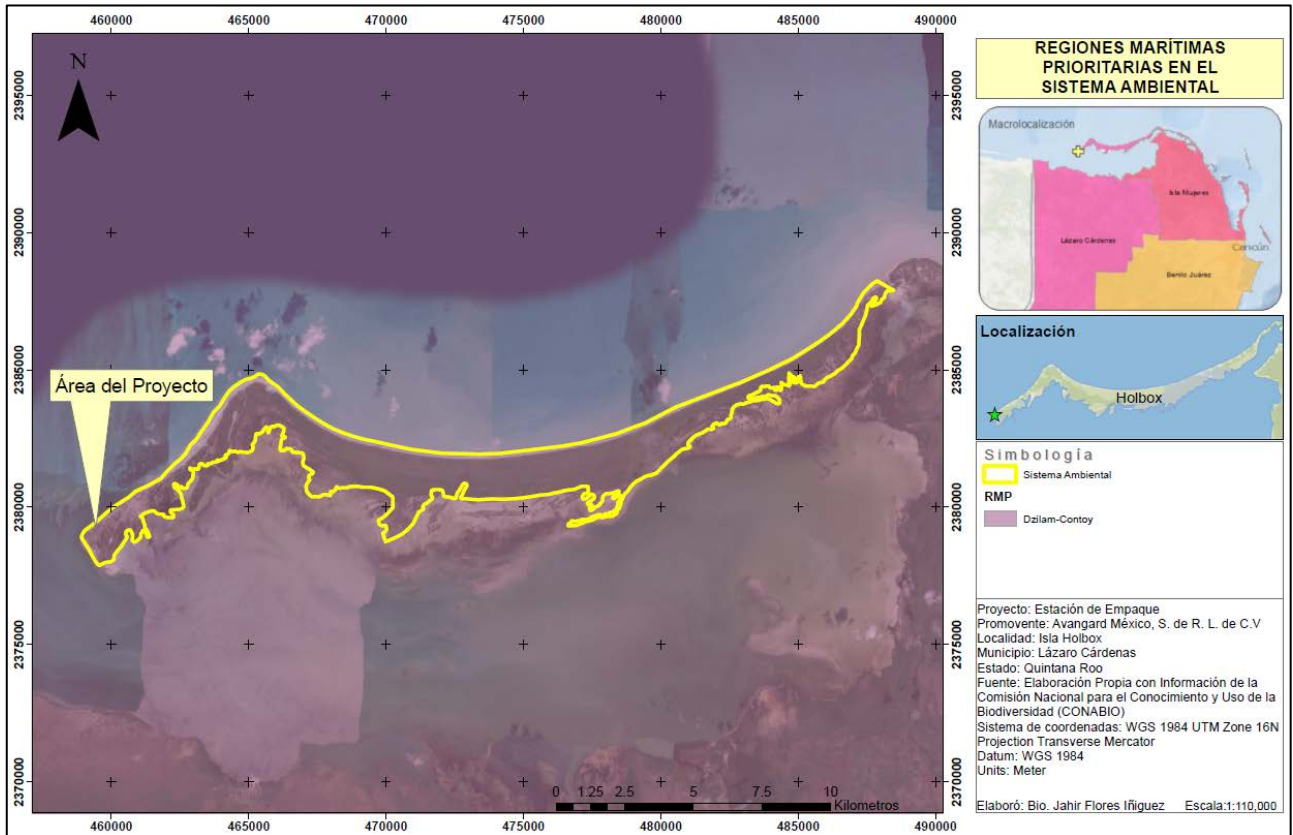 460000 465000 470000 475000 480000 485000 490000
2395000
2390000
2385000
2380000
2375000
2370000
N
Área del Proyecto
0 1.25 2.5 5 7.5 10
Kilometros
2395000
2390000
2385000
2380000
2375000
2370000
460000 465000 470000 475000 480000 485000 490000
REGIONES MARÍTIMAS
PRIORITARIAS EN EL
SISTEMA AMBIENTAL
Macrolocalización
Isla Mujeres
Lázaro Cárdenas
Cancún
Benito Juárez
Localización
Holbox
Simbología
Sistema Ambiental
RMP
Dzilam-Contoy
Proyecto: Estación de Empaque
Promovente: Avangard México, S. de R. L. de C.V
Localidad: Isla Holbox
Municipio: Lázaro Cárdenas
Estado: Quintana Roo
Fuente: Elaboración Propia con Información de la
Comisión Nacional para el Conocimiento y Uso de la
Biodiversidad (CONABIO)
Sistema de coordenadas: WGS 1984 UTM Zone 16N
Projection Transverse Mercator
Datum: WGS 1984
Units: Meter
Elaboró: Bio. Jahir Flores Iñiguez Escala:1:110,000